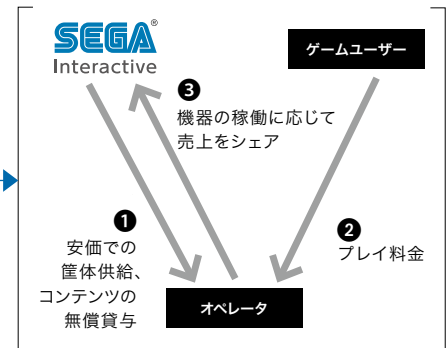 SEGA®
Interactive
ゲームユーザー
❸
機器の稼働に応じて
売上をシェア
❶
安価での
筐体供給、
コンテンツの
無償貸与
❷
プレイ料金
オペレータ